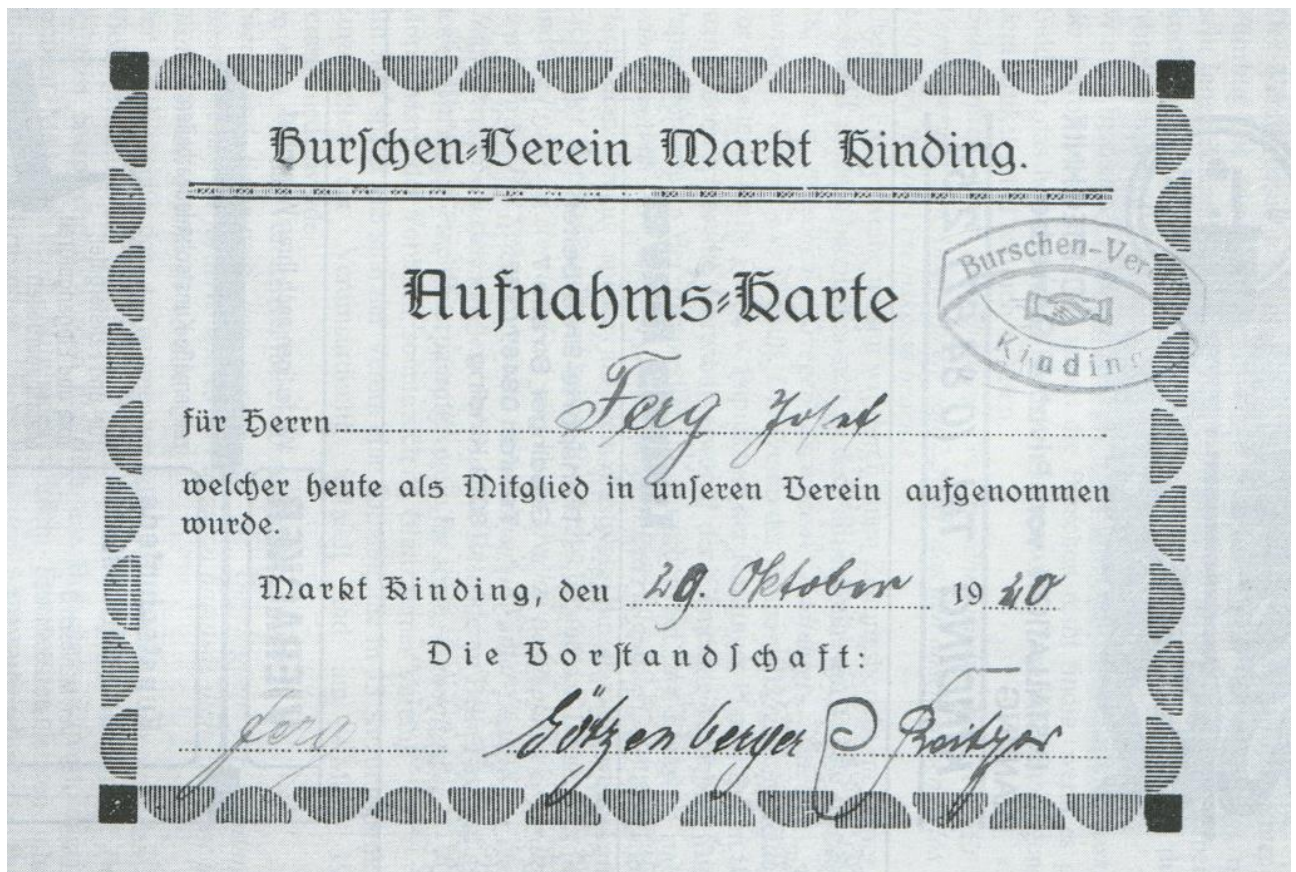 Burschen-Verein Markt Kinding.
Aufnahms-Karte
Burschen-Ver
Kinding
für Herrn Ferg Josef
welcher heute als Mitglied in unseren Verein aufgenommen
wurde.
Markt Kinding, den 29. Oktober 1920
Die Vorstandschaft:
Ferg Götzenberger